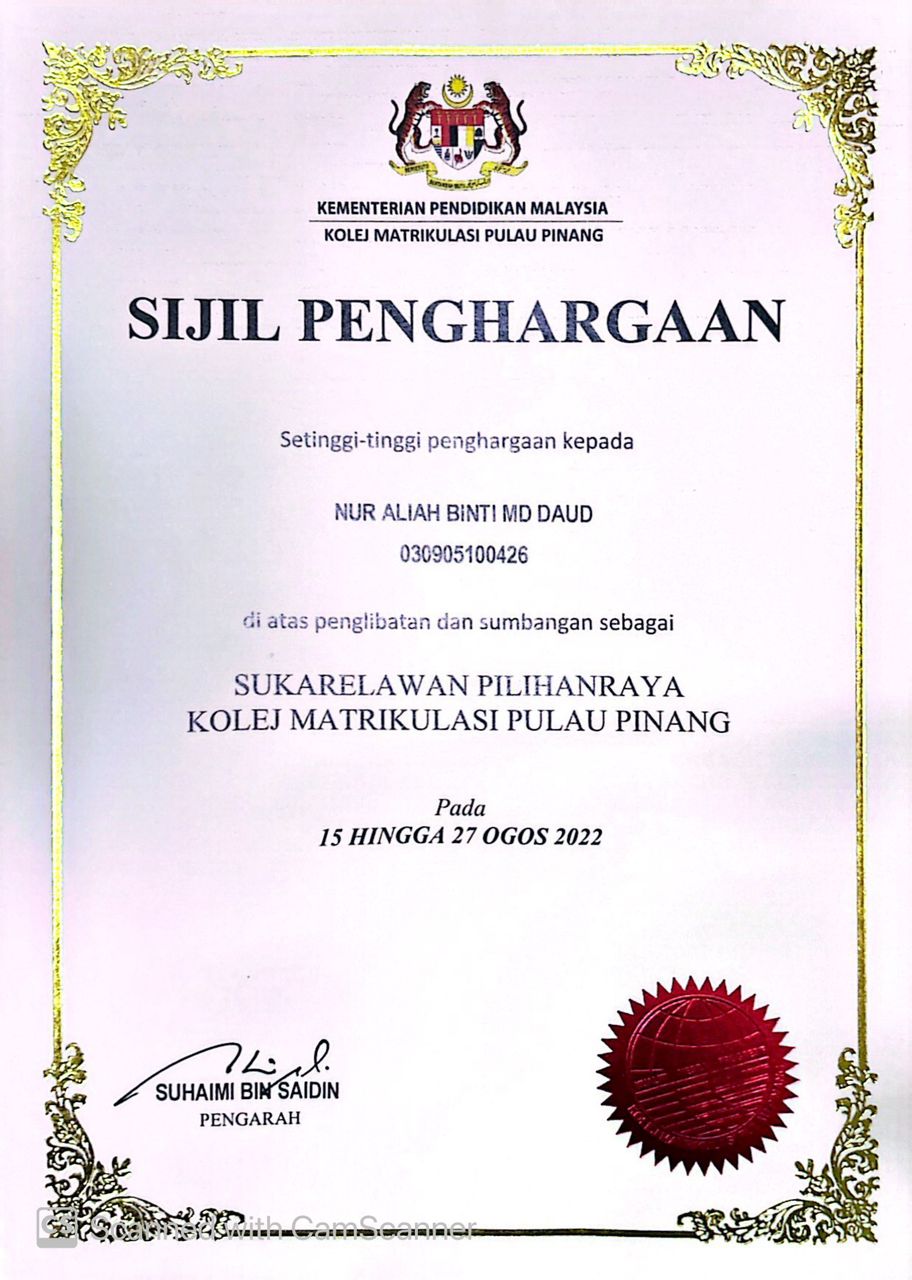 KEMENTERIAN PENDIDIKAN MALAYSIA
KOLEJ MATRIKULASI PULAU PINANG
SIJIL PENGHARGAAN
Setinggi-tinggi penghargaan kepada
NUR ALIAH BINTI MD DAUD
030905100426
di atas penglibatan dan sumbangan sebagai
SUKARELAWAN PILIHANRAYA
KOLEJ MATRIKULASI PULAU PINANG
Pada
15 HINGGA 27 OGOS 2022
SUHAIMI BIN SAIDIN
PENGARAH
CS Scanned with CamScanner